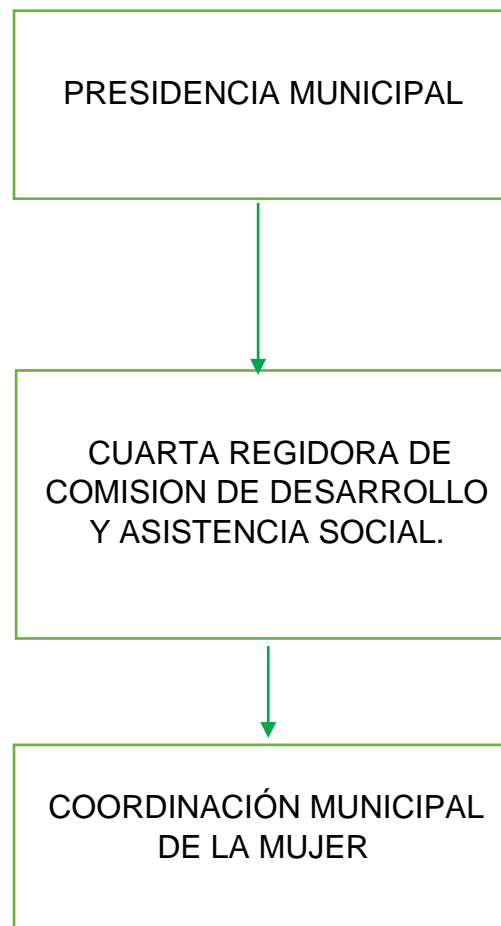 PRESIDENCIA MUNICIPAL
CUARTA REGIDORA DE
COMISION DE DESARROLLO
Y ASISTENCIA SOCIAL.
COORDINACIÓN MUNICIPAL
DE LA MUJER